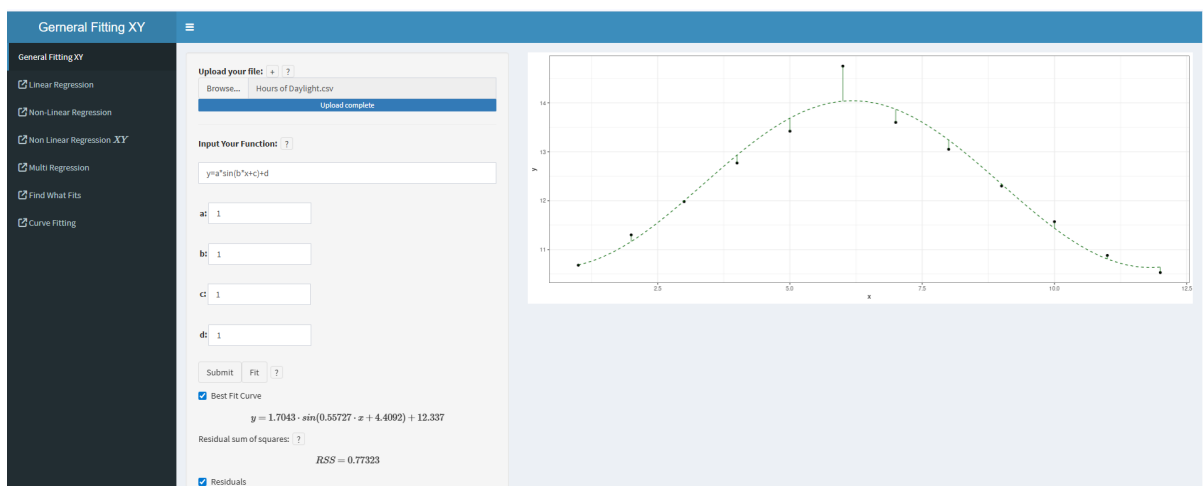 Gerneral Fitting XY
General Fitting XY
Linear Regression
Non-Linear Regression
Non Linear Regression XY
Multi Regression
Find What Fits
Curve Fitting
Upload your file: + ?
Browse... Hours of Daylight.csv
Upload complete
Input Your Function: ?
y=a*sin(b*x+c)+d
a: 1
b: 1
c: 1
d: 1
Submit Fit ?
Best Fit Curve
y = 1.7043 · sin(0.55727 · x + 4.4092) + 12.337
Residual sum of squares: ?
RSS = 0.77323
Residuals
14
13
y
12
11
2.5 5.0 7.5 10.0 12.5
x